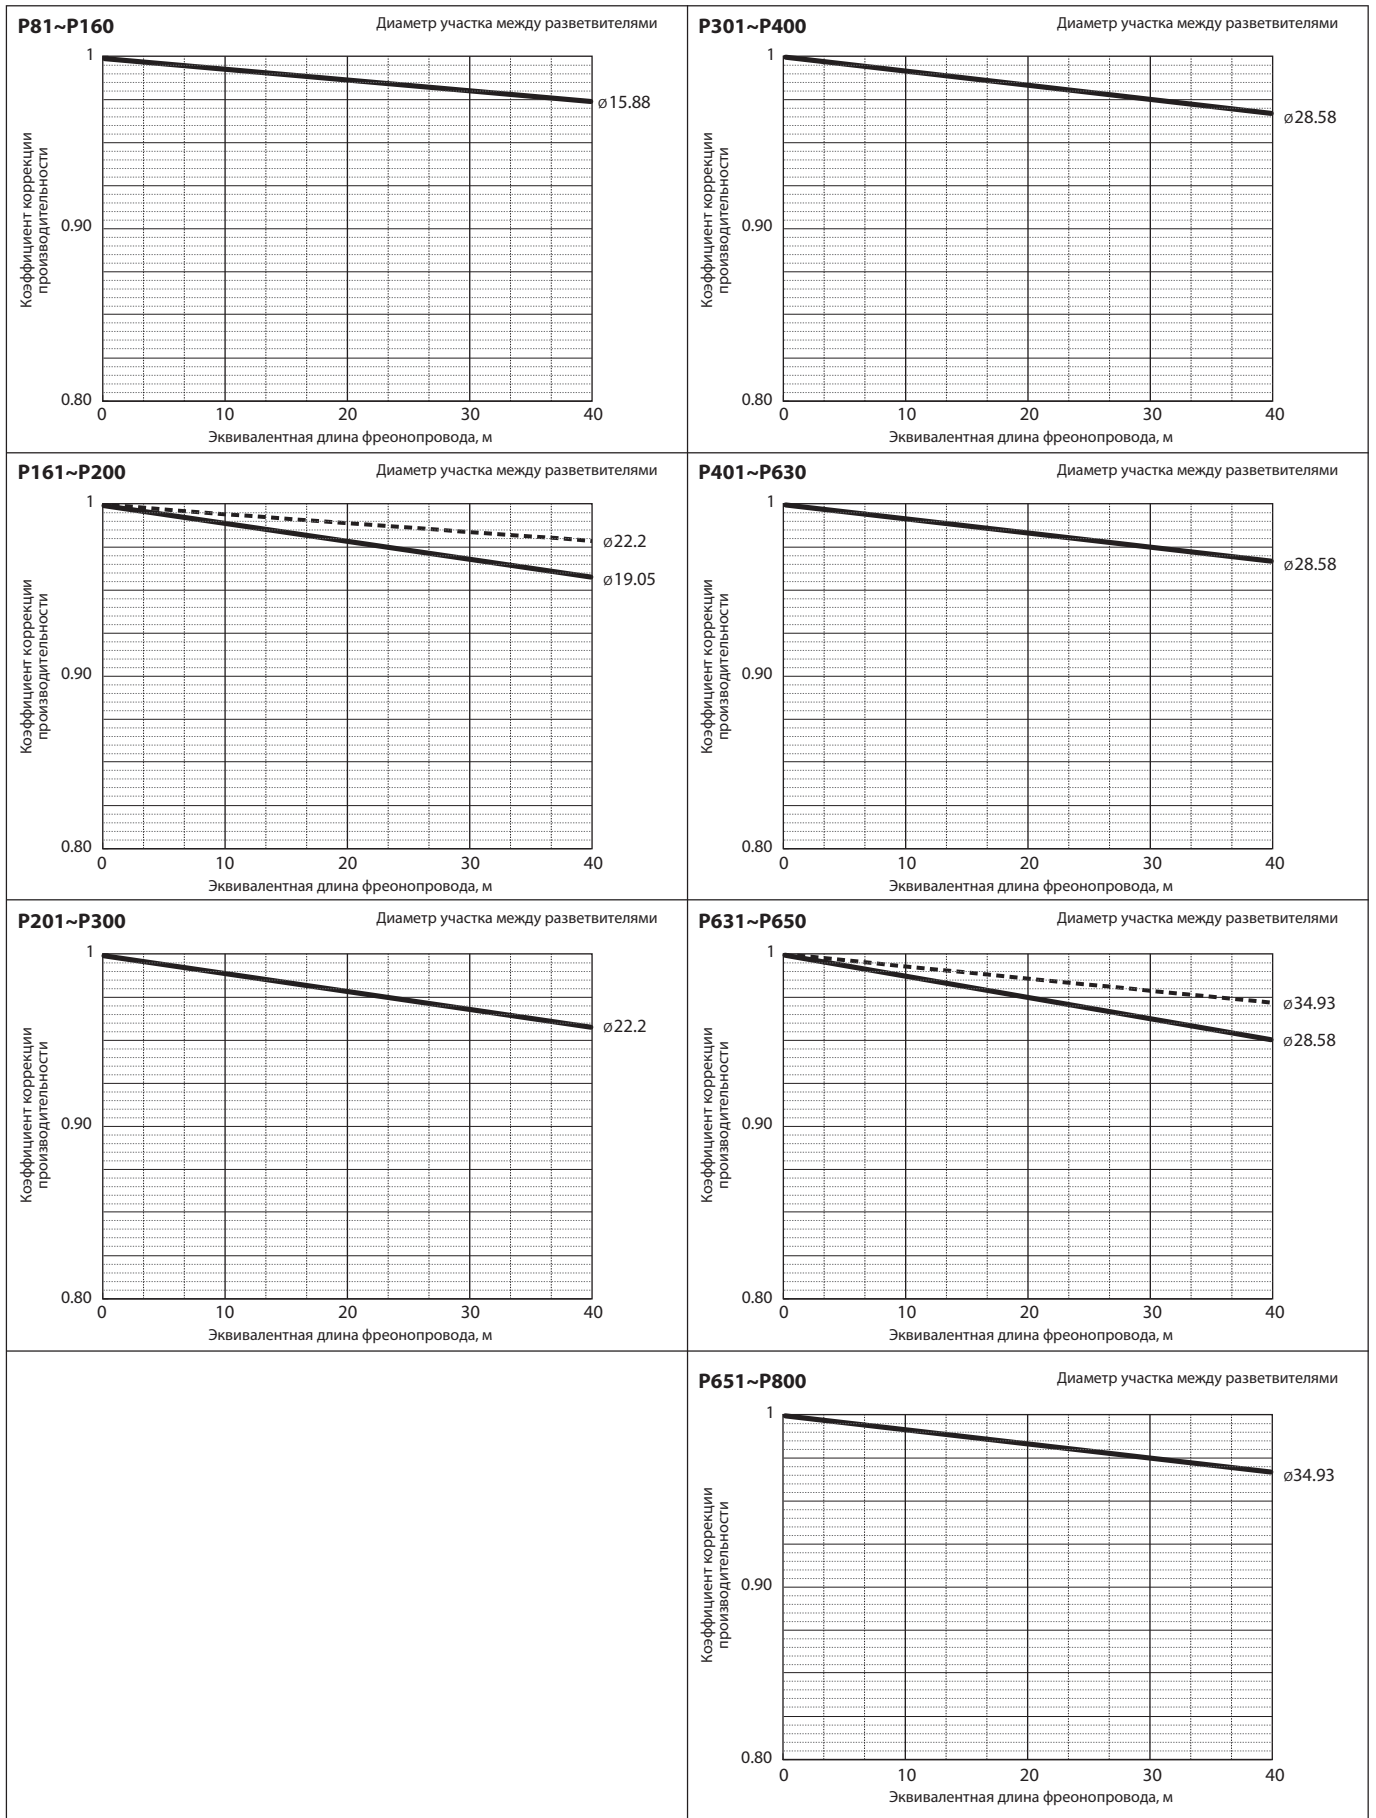 P81~P160
Диаметр участка между разветвителями
1
0.90
0.80
Коэффициент коррекции
производительности
ø15.88
0 10 20 30 40
Эквивалентная длина фреонопровода, м
P301~P400
Диаметр участка между разветвителями
1
0.90
0.80
Коэффициент коррекции
производительности
ø28.58
0 10 20 30 40
Эквивалентная длина фреонопровода, м
P161~P200
Диаметр участка между разветвителями
1
0.90
0.80
Коэффициент коррекции
производительности
ø22.2
ø19.05
0 10 20 30 40
Эквивалентная длина фреонопровода, м
P401~P630
Диаметр участка между разветвителями
1
0.90
0.80
Коэффициент коррекции
производительности
ø28.58
0 10 20 30 40
Эквивалентная длина фреонопровода, м
P201~P300
Диаметр участка между разветвителями
1
0.90
0.80
Коэффициент коррекции
производительности
ø22.2
0 10 20 30 40
Эквивалентная длина фреонопровода, м
P631~P650
Диаметр участка между разветвителями
1
0.90
0.80
Коэффициент коррекции
производительности
ø34.93
ø28.58
0 10 20 30 40
Эквивалентная длина фреонопровода, м
P651~P800
Диаметр участка между разветвителями
1
0.90
0.80
Коэффициент коррекции
производительности
ø34.93
0 10 20 30 40
Эквивалентная длина фреонопровода, м